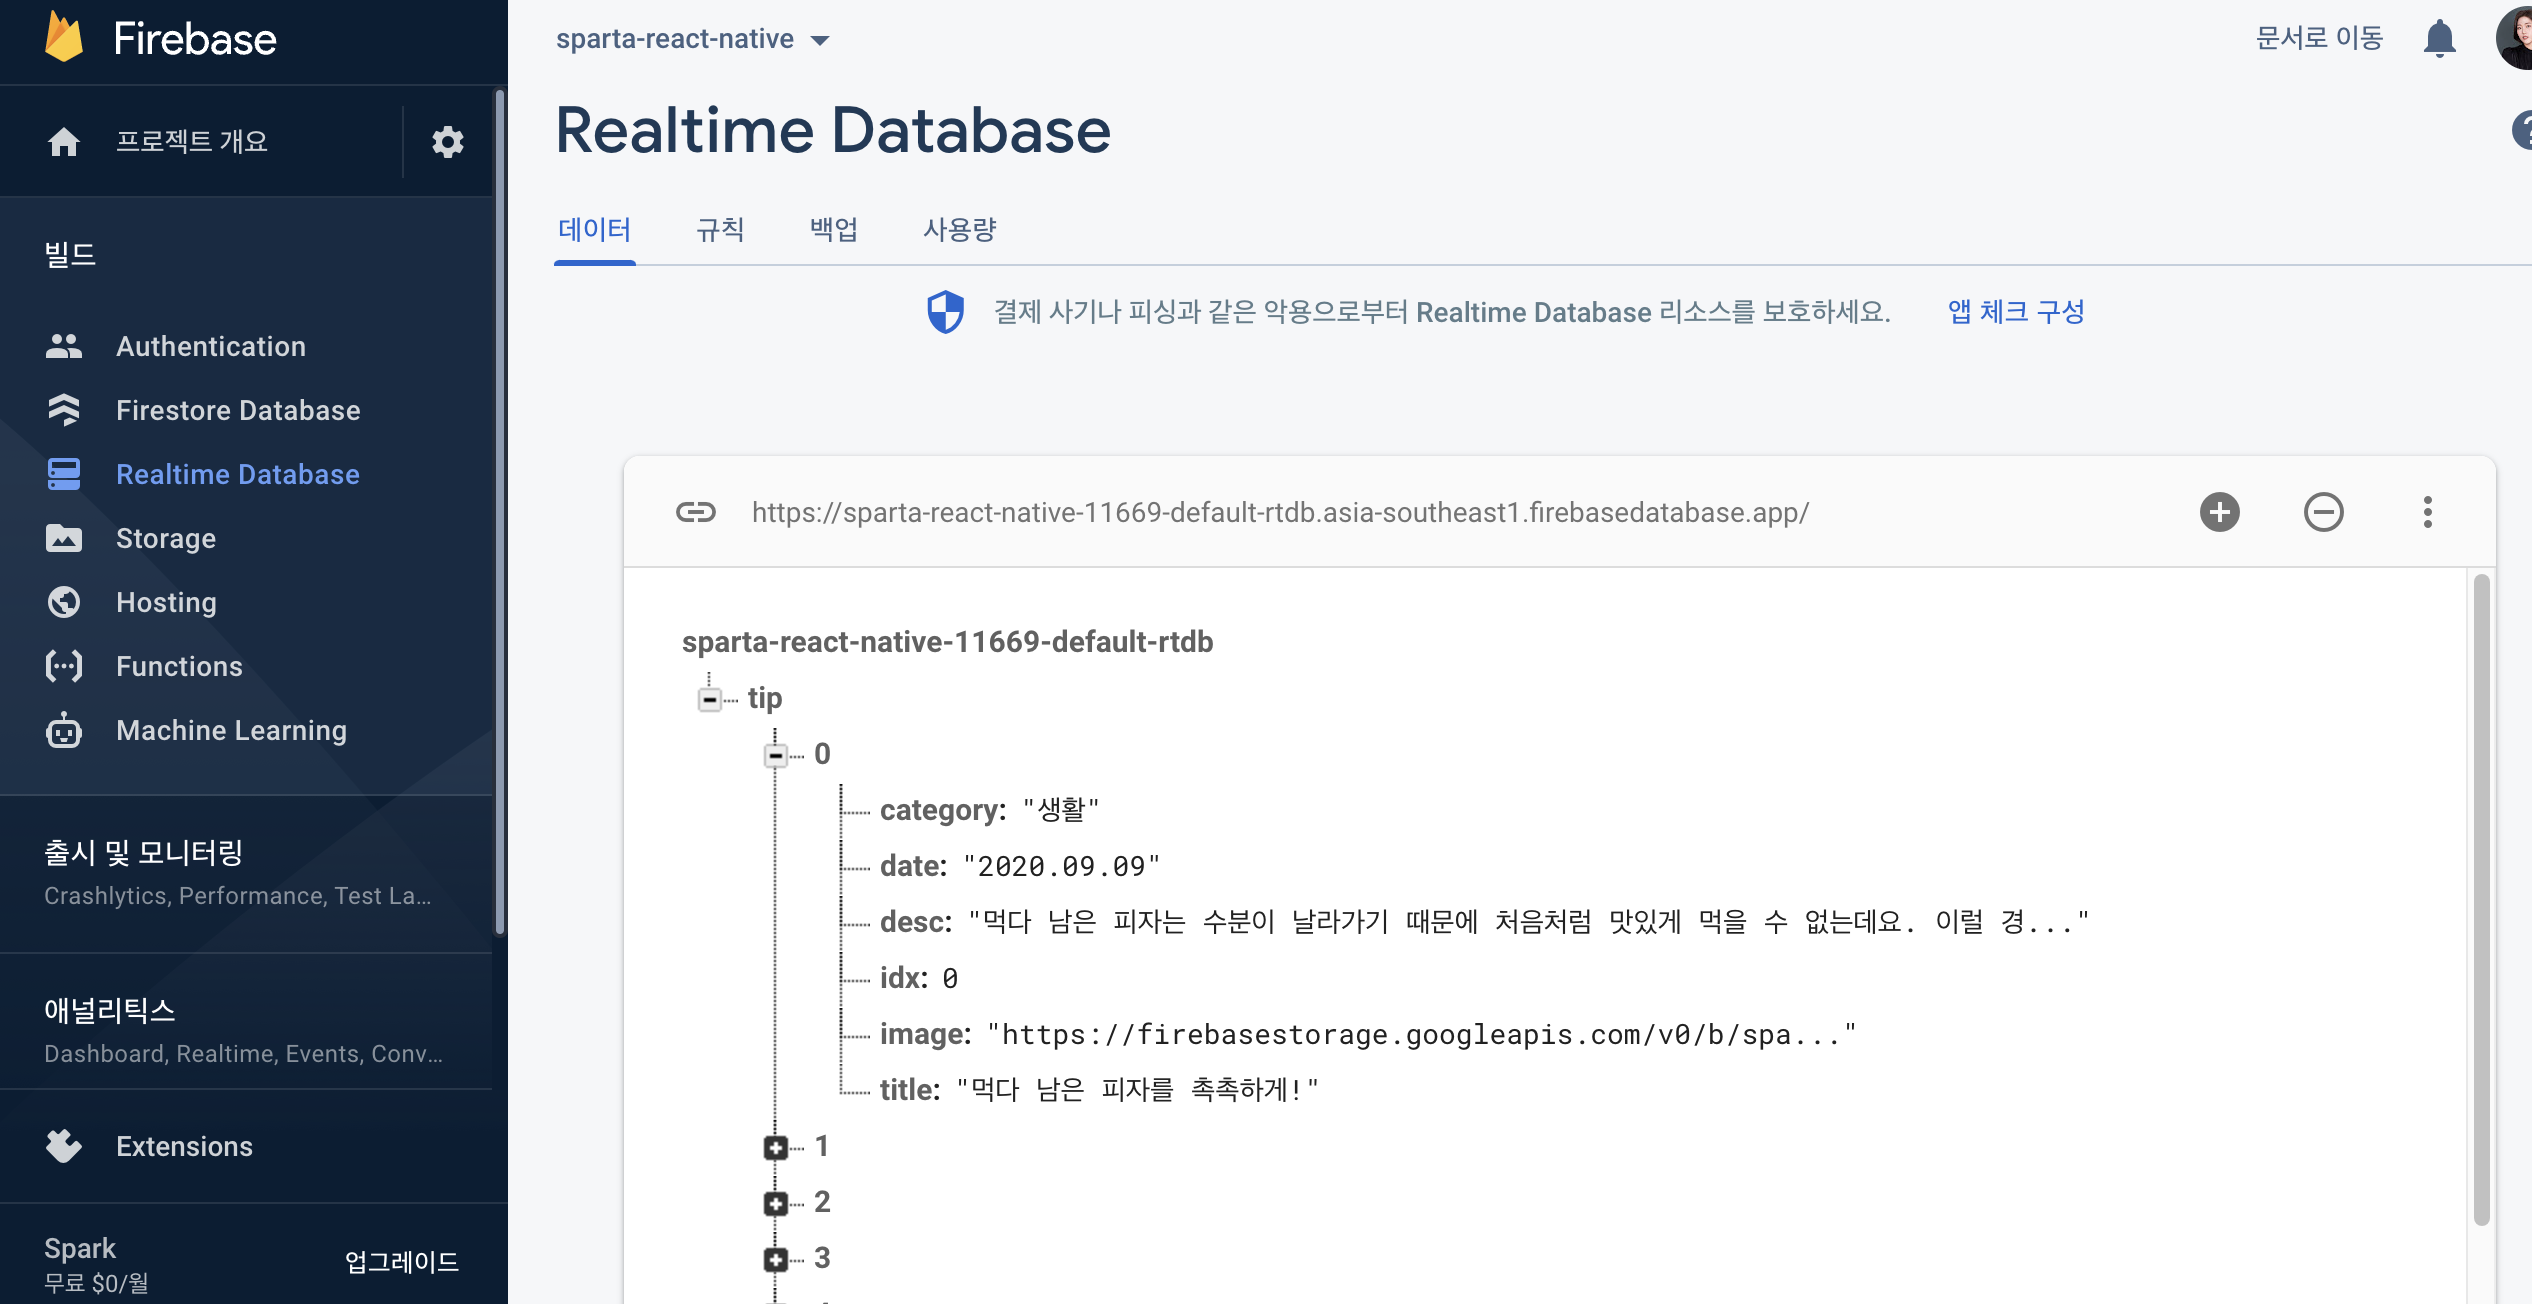 Firebase
프로젝트 개요
빌드
Authentication
Firestore Database
Realtime Database
Storage
Hosting
Functions
Machine Learning
출시 및 모니터링
Crashlytics, Performance, Test La...
애널리틱스
Dashboard, Realtime, Events, Conv...
Extensions
Spark
무료 $0/월
업그레이드
sparta-react-native
문서로 이동
Realtime Database
데이터 규칙 백업 사용량
결제 사기나 피싱과 같은 악용으로부터 Realtime Database 리소스를 보호하세요. 앱 체크 구성
https://sparta-react-native-11669-default-rtdb.asia-southeast1.firebasedatabase.app/
sparta-react-native-11669-default-rtdb
tip
0
category: "생활"
date: "2020.09.09"
desc: "먹다 남은 피자는 수분이 날라가기 때문에 처음처럼 맛있게 먹을 수 없는데요. 이럴 경..."
idx: 0
image: "https://firebasestorage.googleapis.com/v0/b/spa..."
title: "먹다 남은 피자를 촉촉하게!"
1
2
3